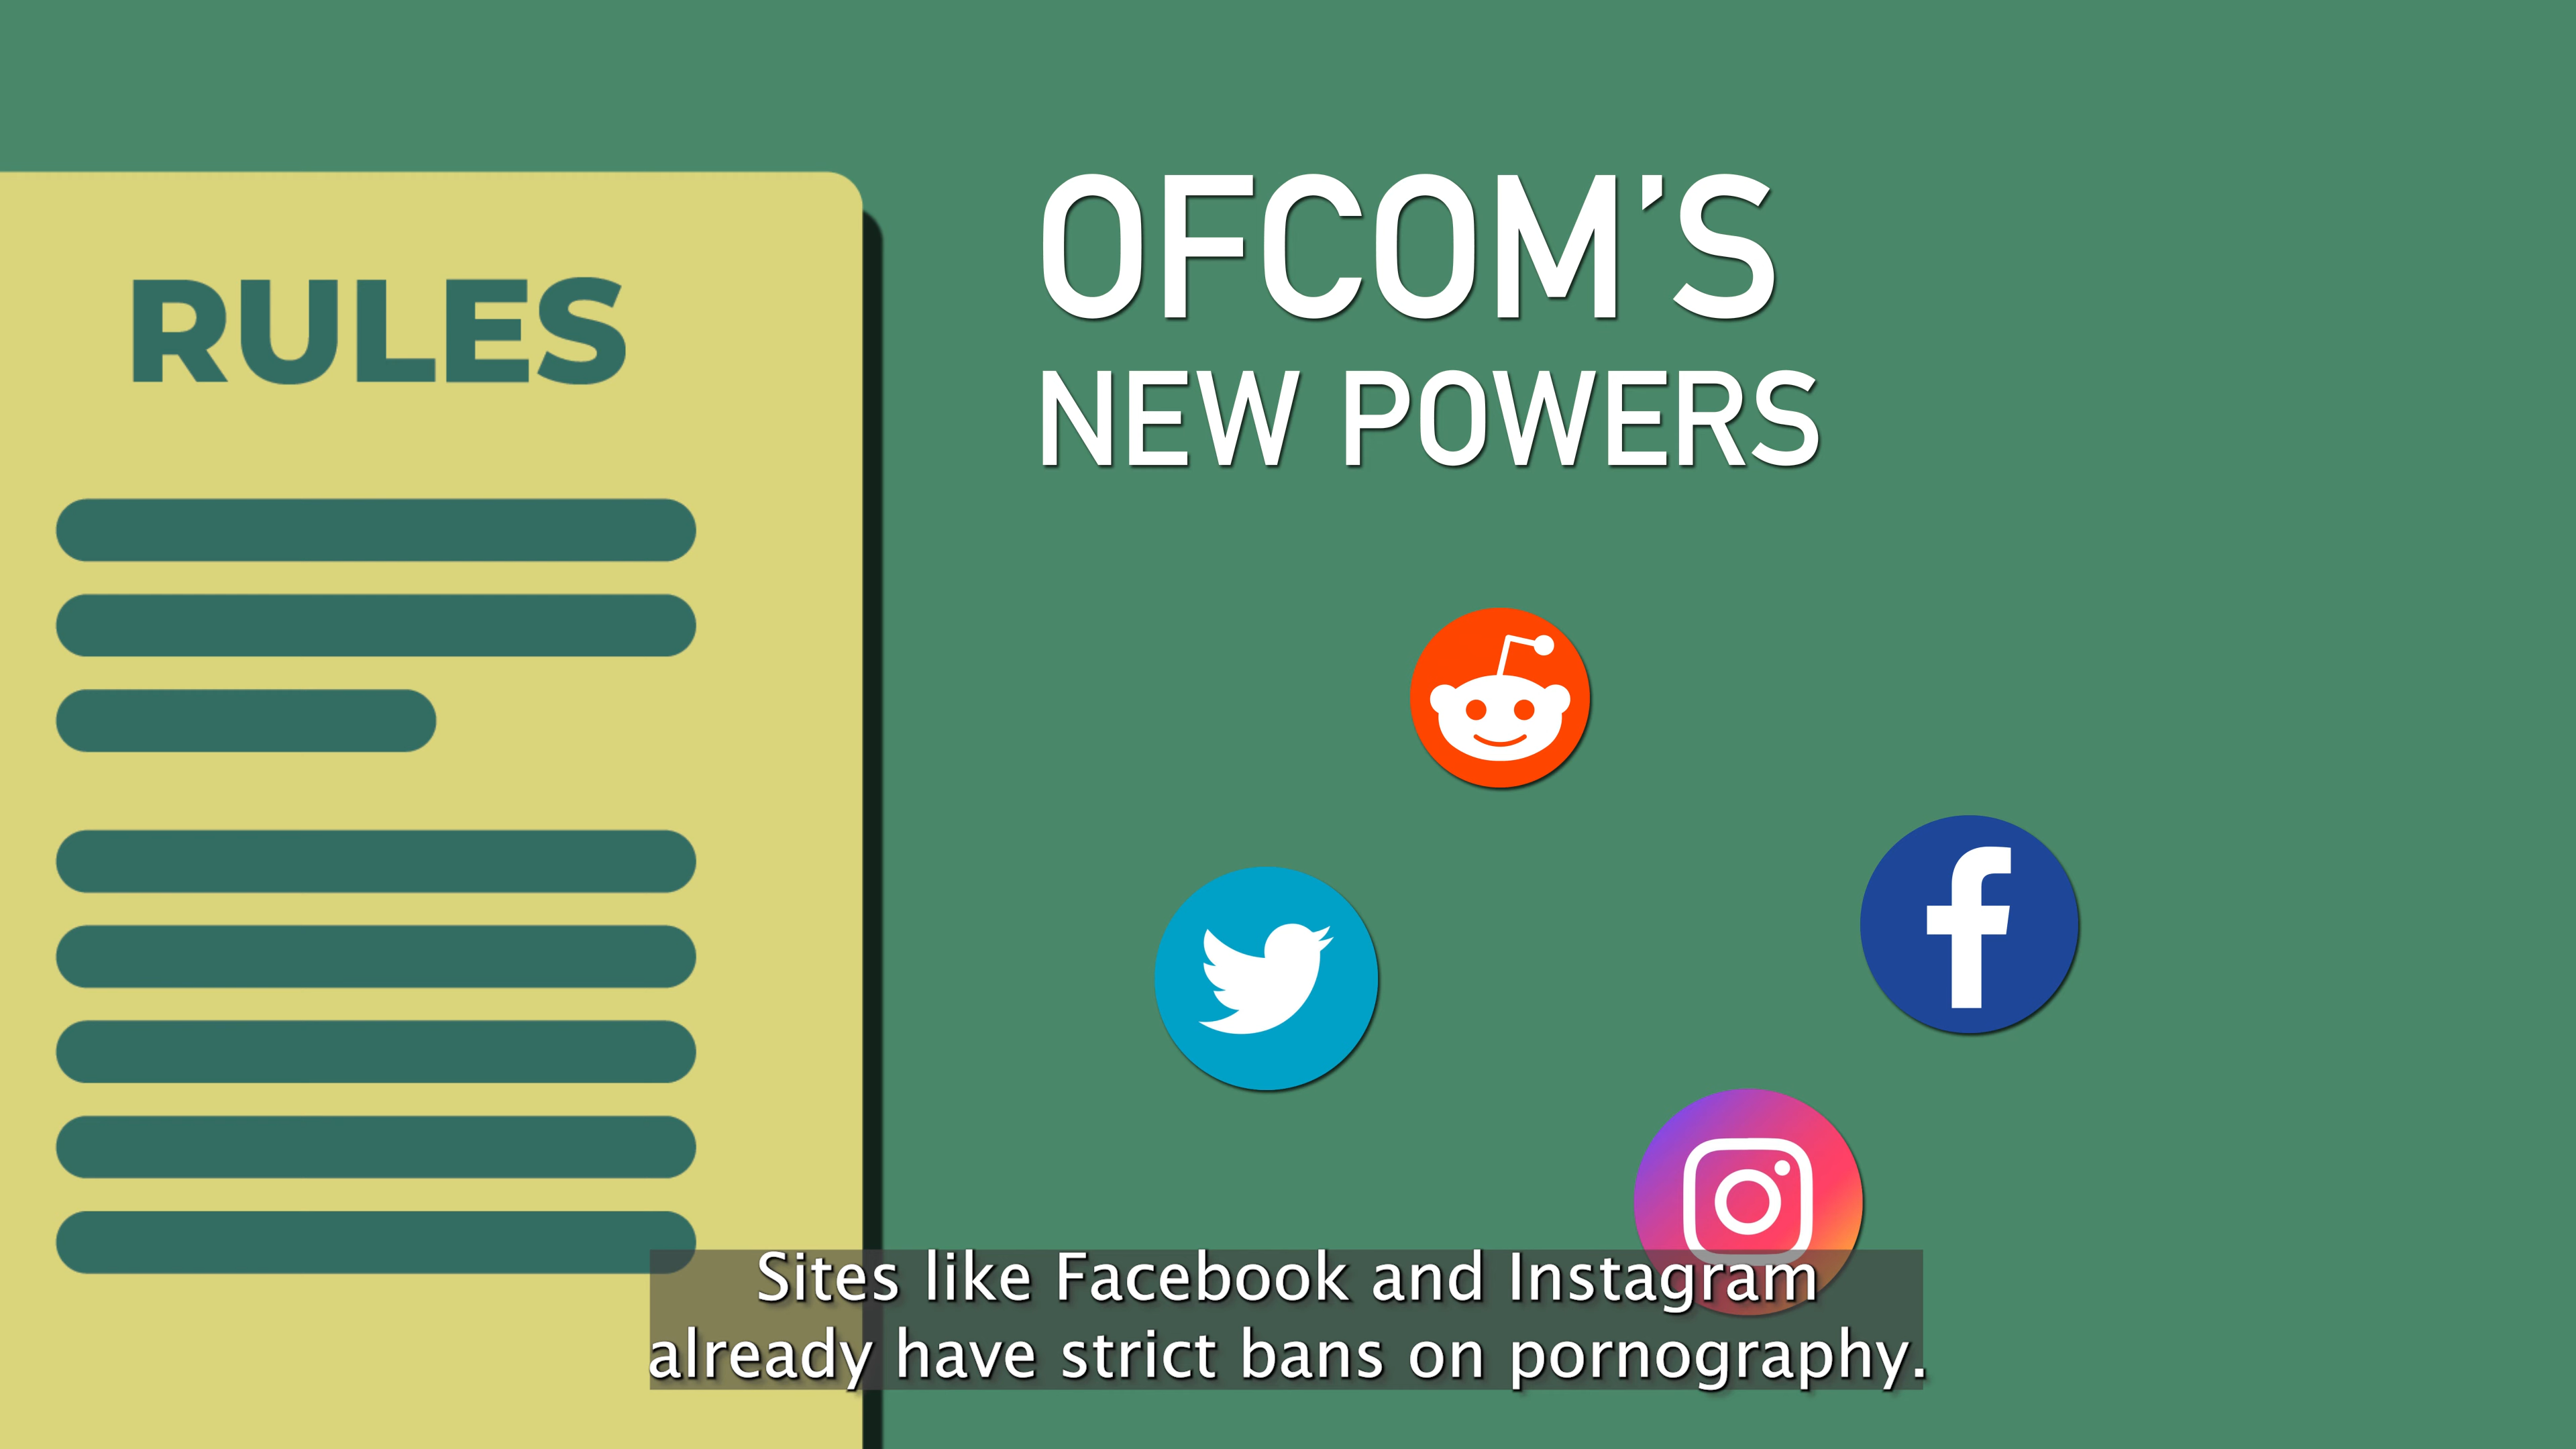 RULES
OFCOM’S
NEW POWERS
Sites like Facebook and Instagram
already have strict bans on pornography.